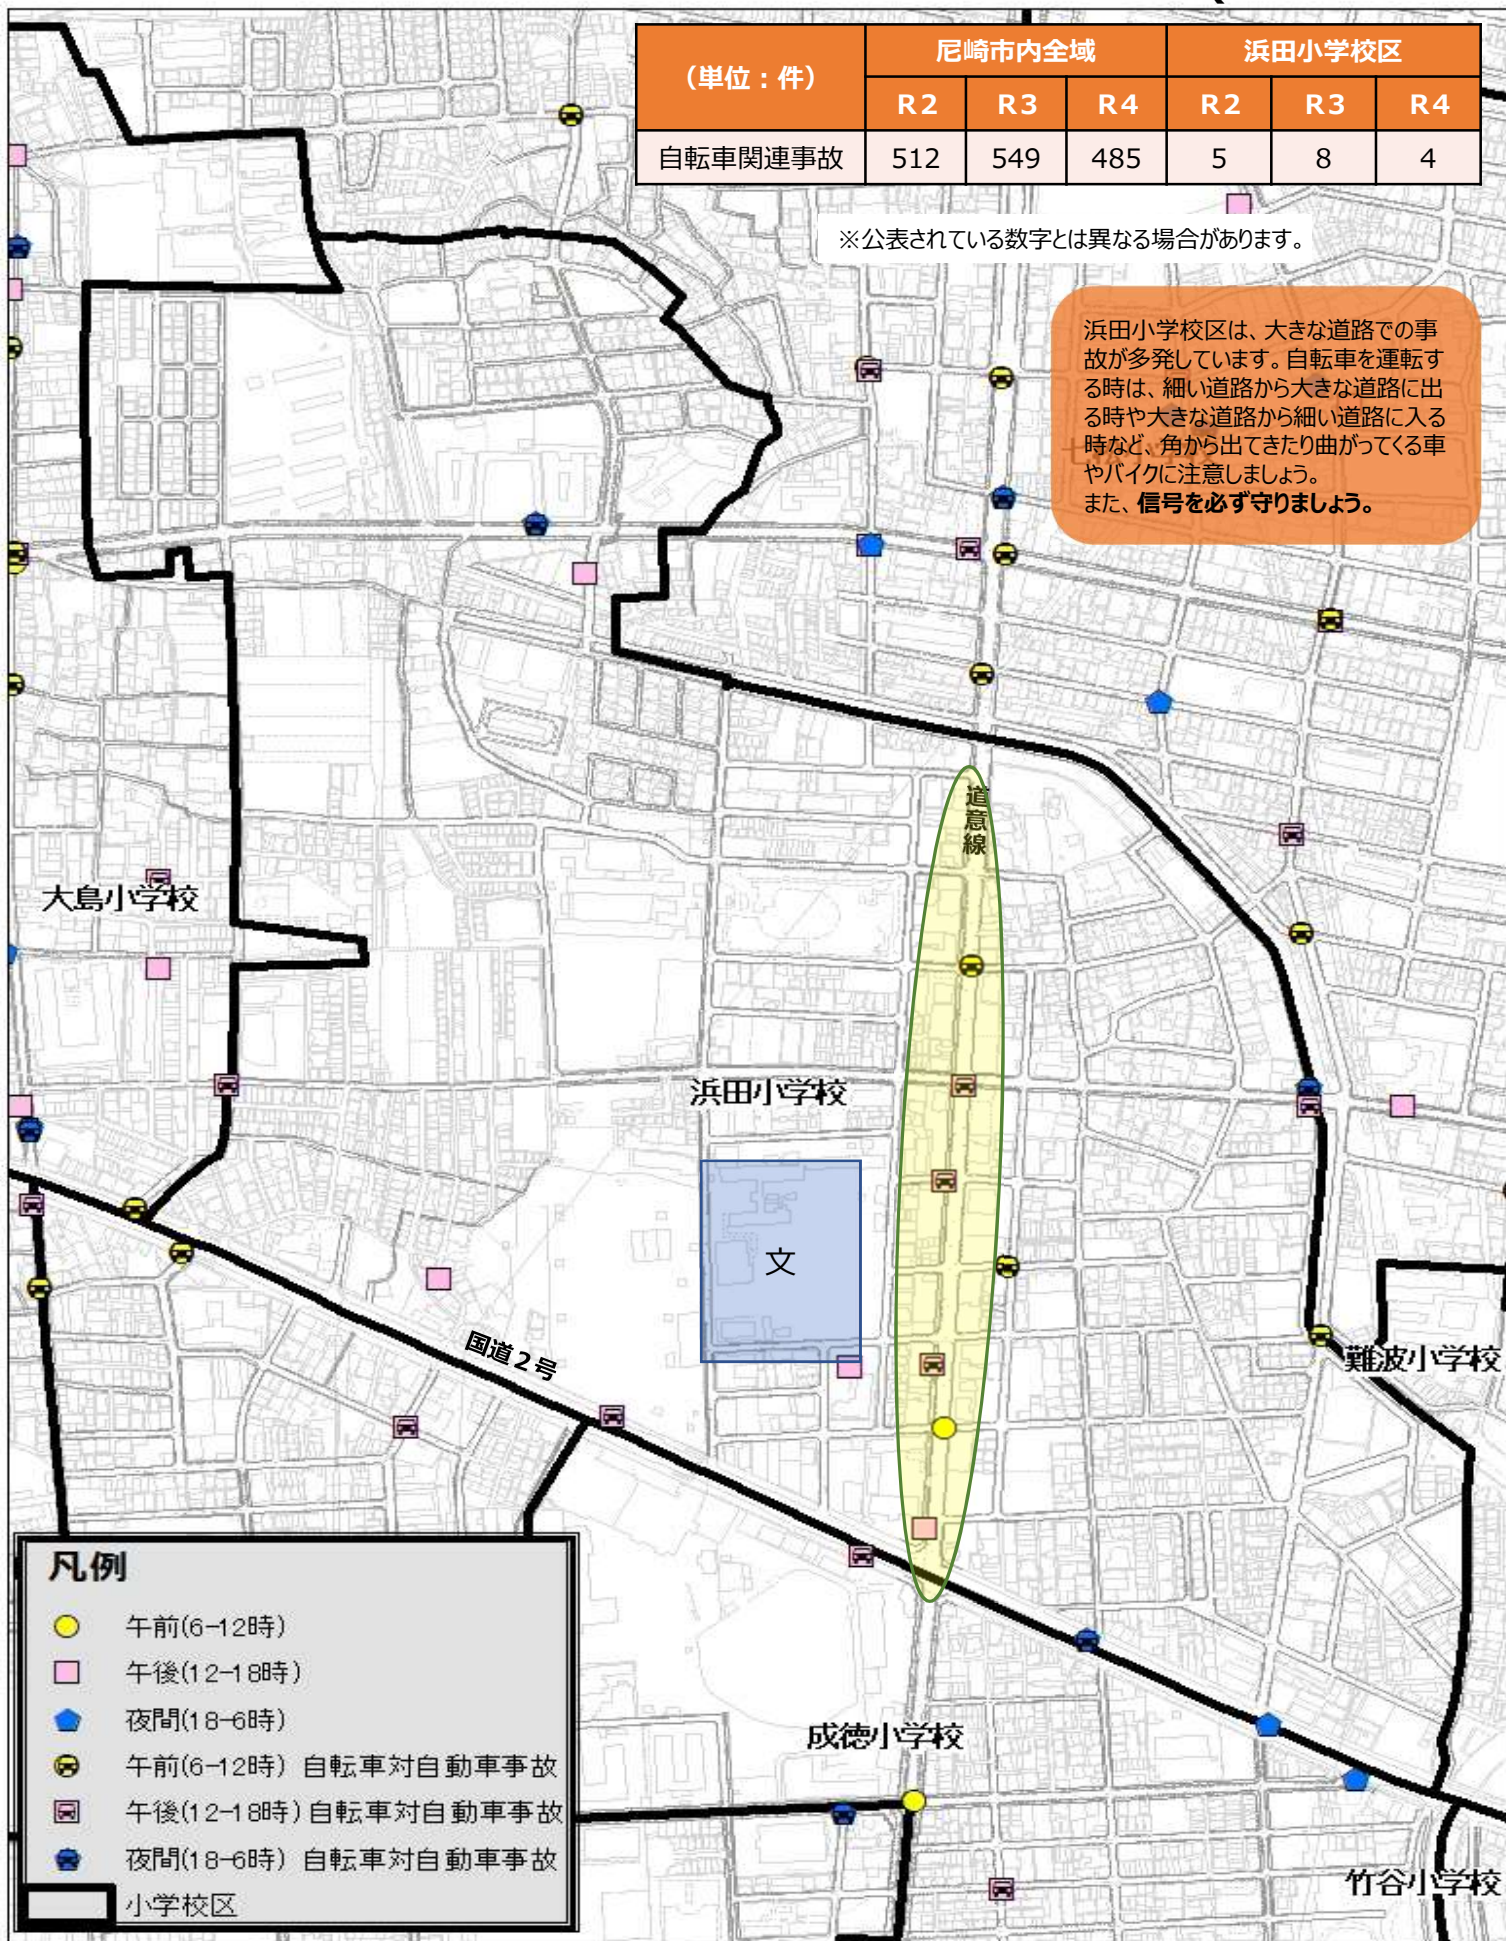 (単位：件) 尼崎市内全域 浜田小学校区
R2 R3 R4 R2 R3 R4
自転車関連事故 512 549 485 5 8 4
※公表されている数字とは異なる場合があります。
浜田小学校区は、大きな道路での事
故が多発しています。自転車を運転す
る時は、細い道路から大きな道路に出
る時や大きな道路から細い道路に入る
時など、角から出てきたり曲がってくる車
やバイクに注意しましょう。
また、信号を必ず守りましょう。
道意線
大島小学校
浜田小学校
文
国道2号
難波小学校
成徳小学校
竹谷小学校
凡例
午前(6-12時)
午後(12-18時)
夜間(18-6時)
午前(6-12時) 自転車対自動車事故
午後(12-18時) 自転車対自動車事故
夜間(18-6時) 自転車対自動車事故
小学校区